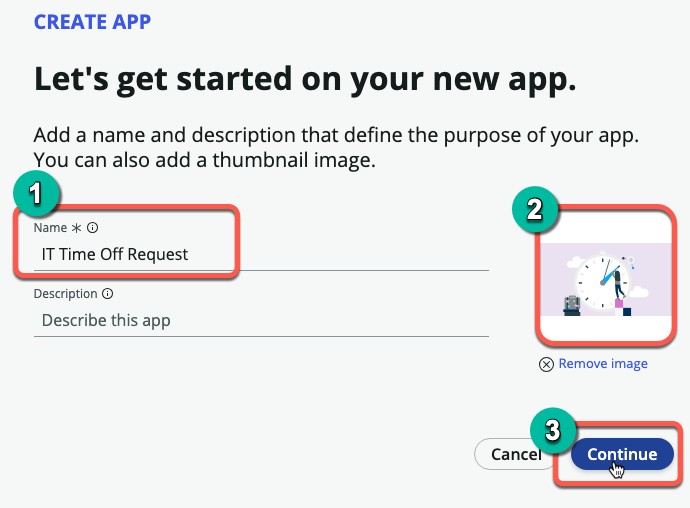 CREATE APP
Let's get started on your new app.
Add a name and description that define the purpose of your app.
You can also add a thumbnail image.
1
2
Name *
IT Time Off Request
Description
Describe this app
Remove image
3
Cancel
Continue